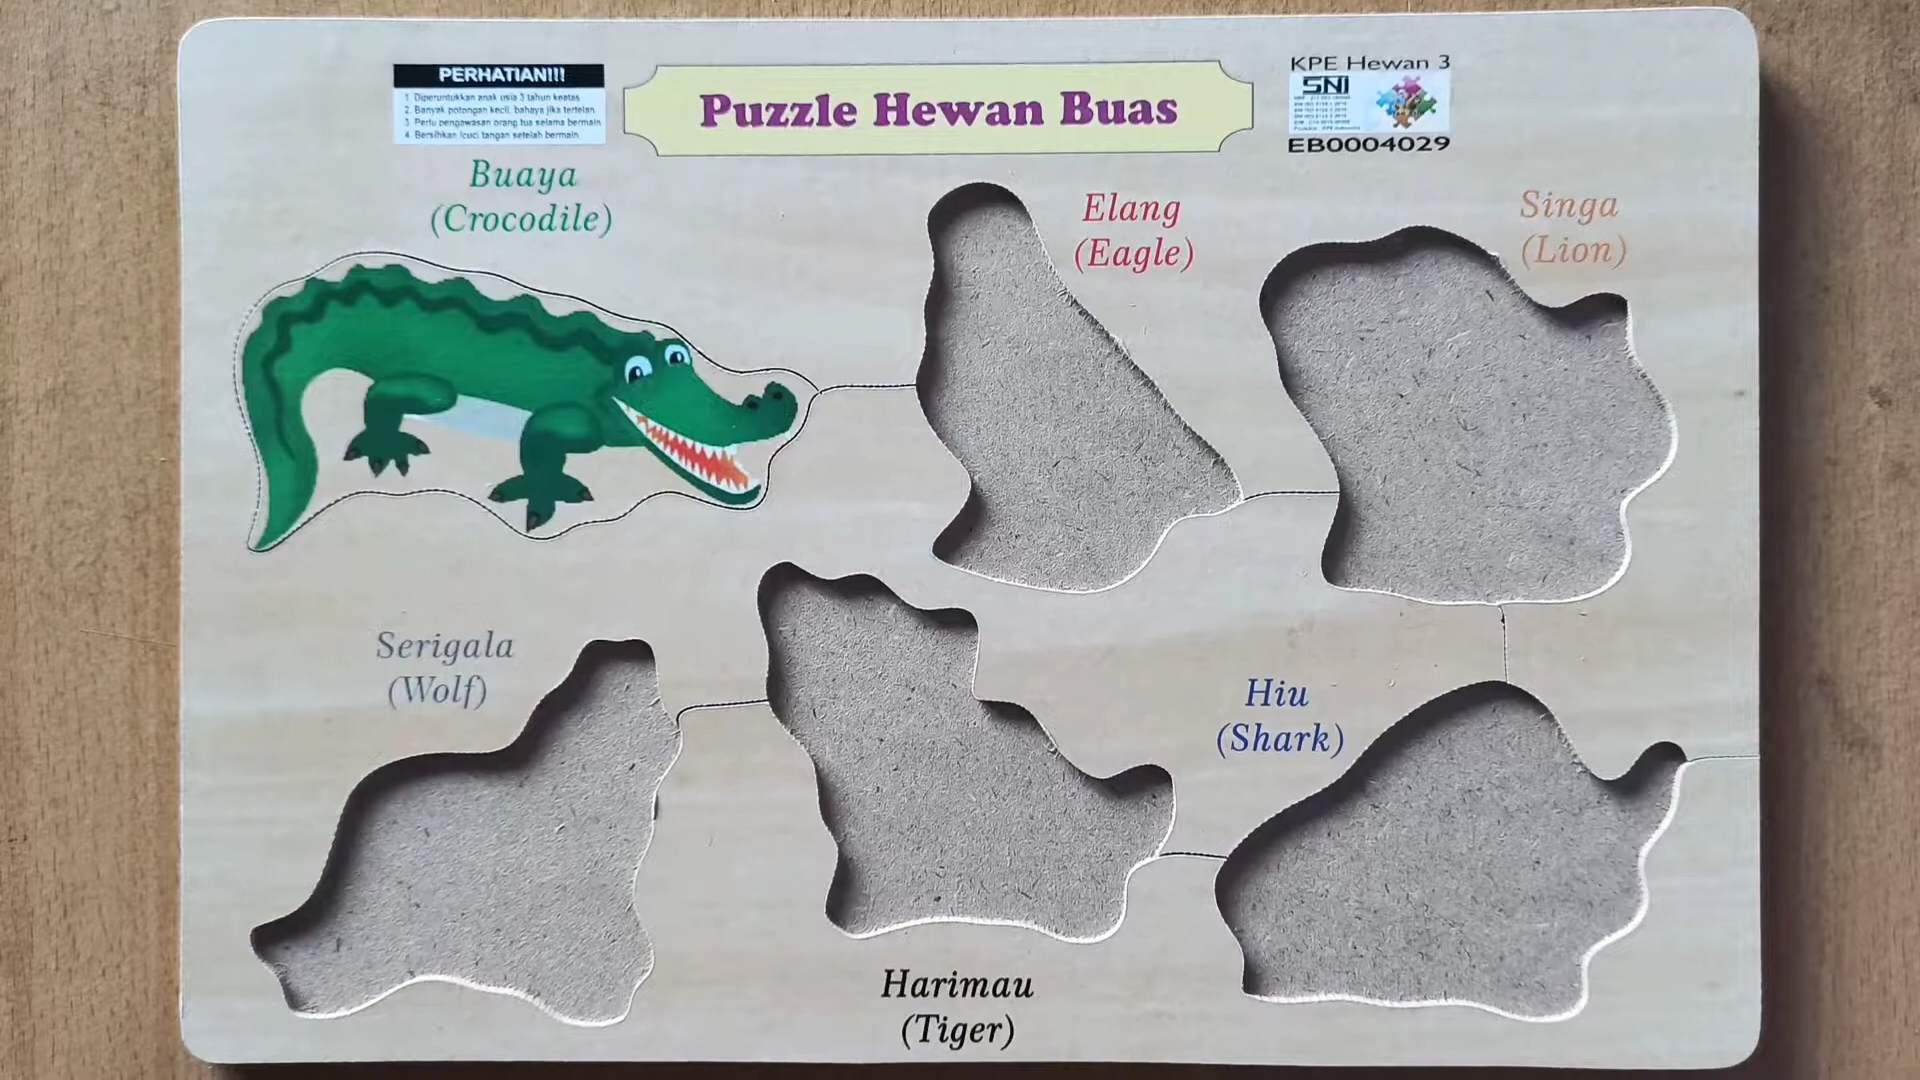 PERHATIAN!!!
1. Diperuntukkan anak usia 3 tahun keatas
2. Banyak potongan kecil, bahaya jika tertelan
3. Perlu pengawasan orang tua selama bermain
4. Bersihkan /cuci tangan setelah bermain
Puzzle Hewan Buas
KPE Hewan 3
SNI
EB0004029
Buaya
(Crocodile)
Elang
(Eagle)
Singa
(Lion)
Serigala
(Wolf)
Hiu
(Shark)
Harimau
(Tiger)